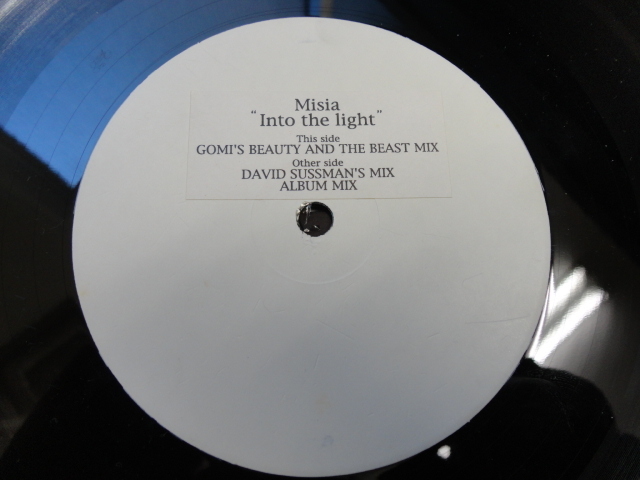 Misia
"Into the light"
This side
GOMI'S BEAUTY AND THE BEAST MIX
Other side
DAVID SUSSMAN'S MIX
ALBUM MIX